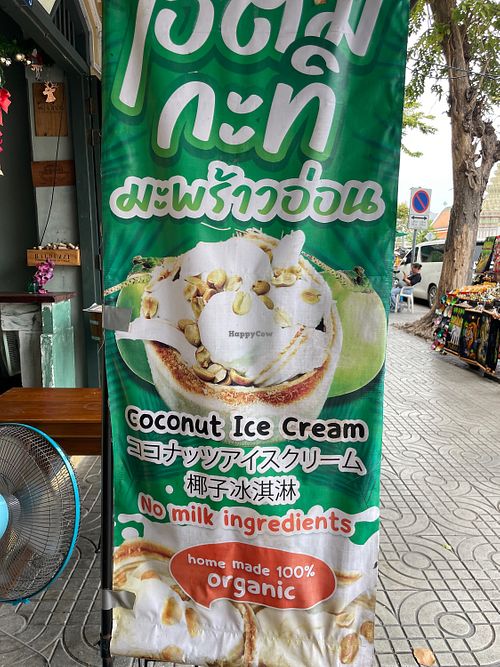 ไอติม
กะทิ
มะพร้าวอ่อน
HappyCow
Coconut Ice Cream
ココナッツアイスクリーム
椰子冰淇淋
No milk ingredients
home made 100%
organic